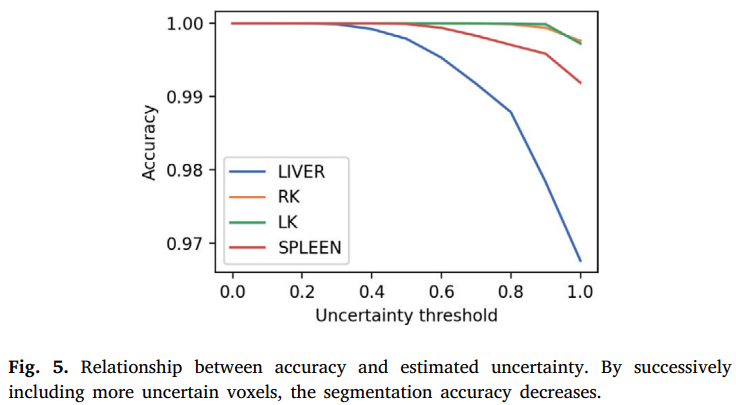 1.00
0.99
0.98
0.97
Accuracy
LIVER
RK
LK
SPLEEN
0.0 0.2 0.4 0.6 0.8 1.0
Uncertainty threshold
Fig. 5. Relationship between accuracy and estimated uncertainty. By successively
including more uncertain voxels, the segmentation accuracy decreases.